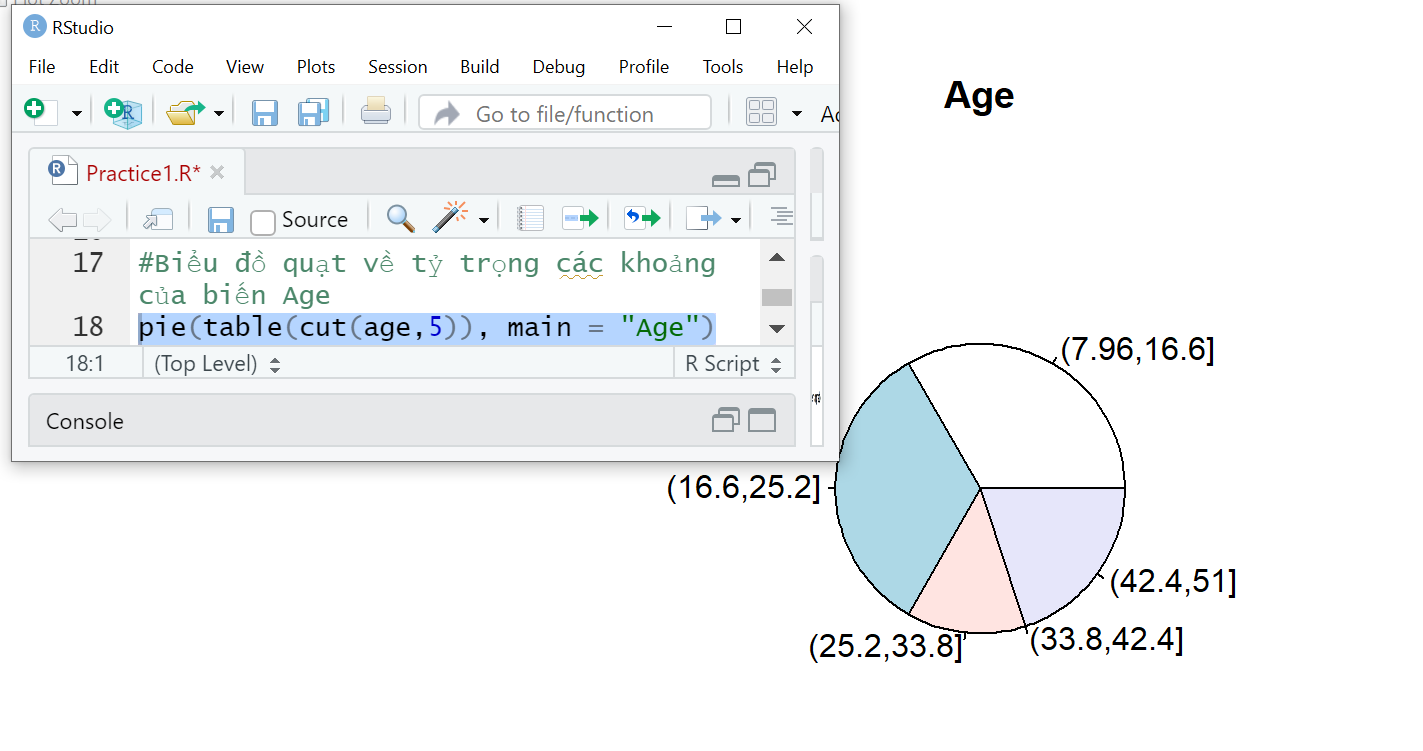 RStudio
File Edit Code View Plots Session Build Debug Profile Tools Help
Go to file/function
Practice1.R*
Source
17 #Biểu đồ quạt về tỷ trọng các khoảng
của biến Age
18 pie(table(cut(age,5)), main = "Age")
18:1 (Top Level) R Script
Console
Age
(7.96,16.6]
(16.6,25.2]
(42.4,51]
(25.2,33.8]
(33.8,42.4]